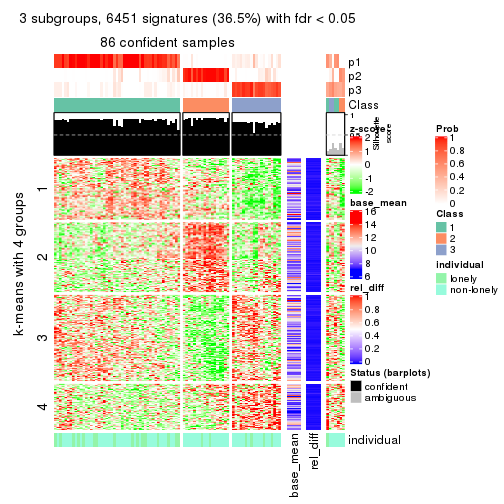 3 subgroups, 6451 signatures (36.5%) with fdr < 0.05
86 confident samples
p1
p2
p3
Class
1
0.5
0
Silhouette
score
k-means with 4 groups
1
2
3
4
individual
base_mean
rel_diff
z-score
2
1
0
-1
-2
base_mean
16
14
12
10
8
6
rel_diff
1
0.8
0.6
0.4
0.2
0
Status (barplots)
confident
ambiguous
Prob
1
0.8
0.6
0.4
0.2
0
Class
1
2
3
individual
lonely
non-lonely